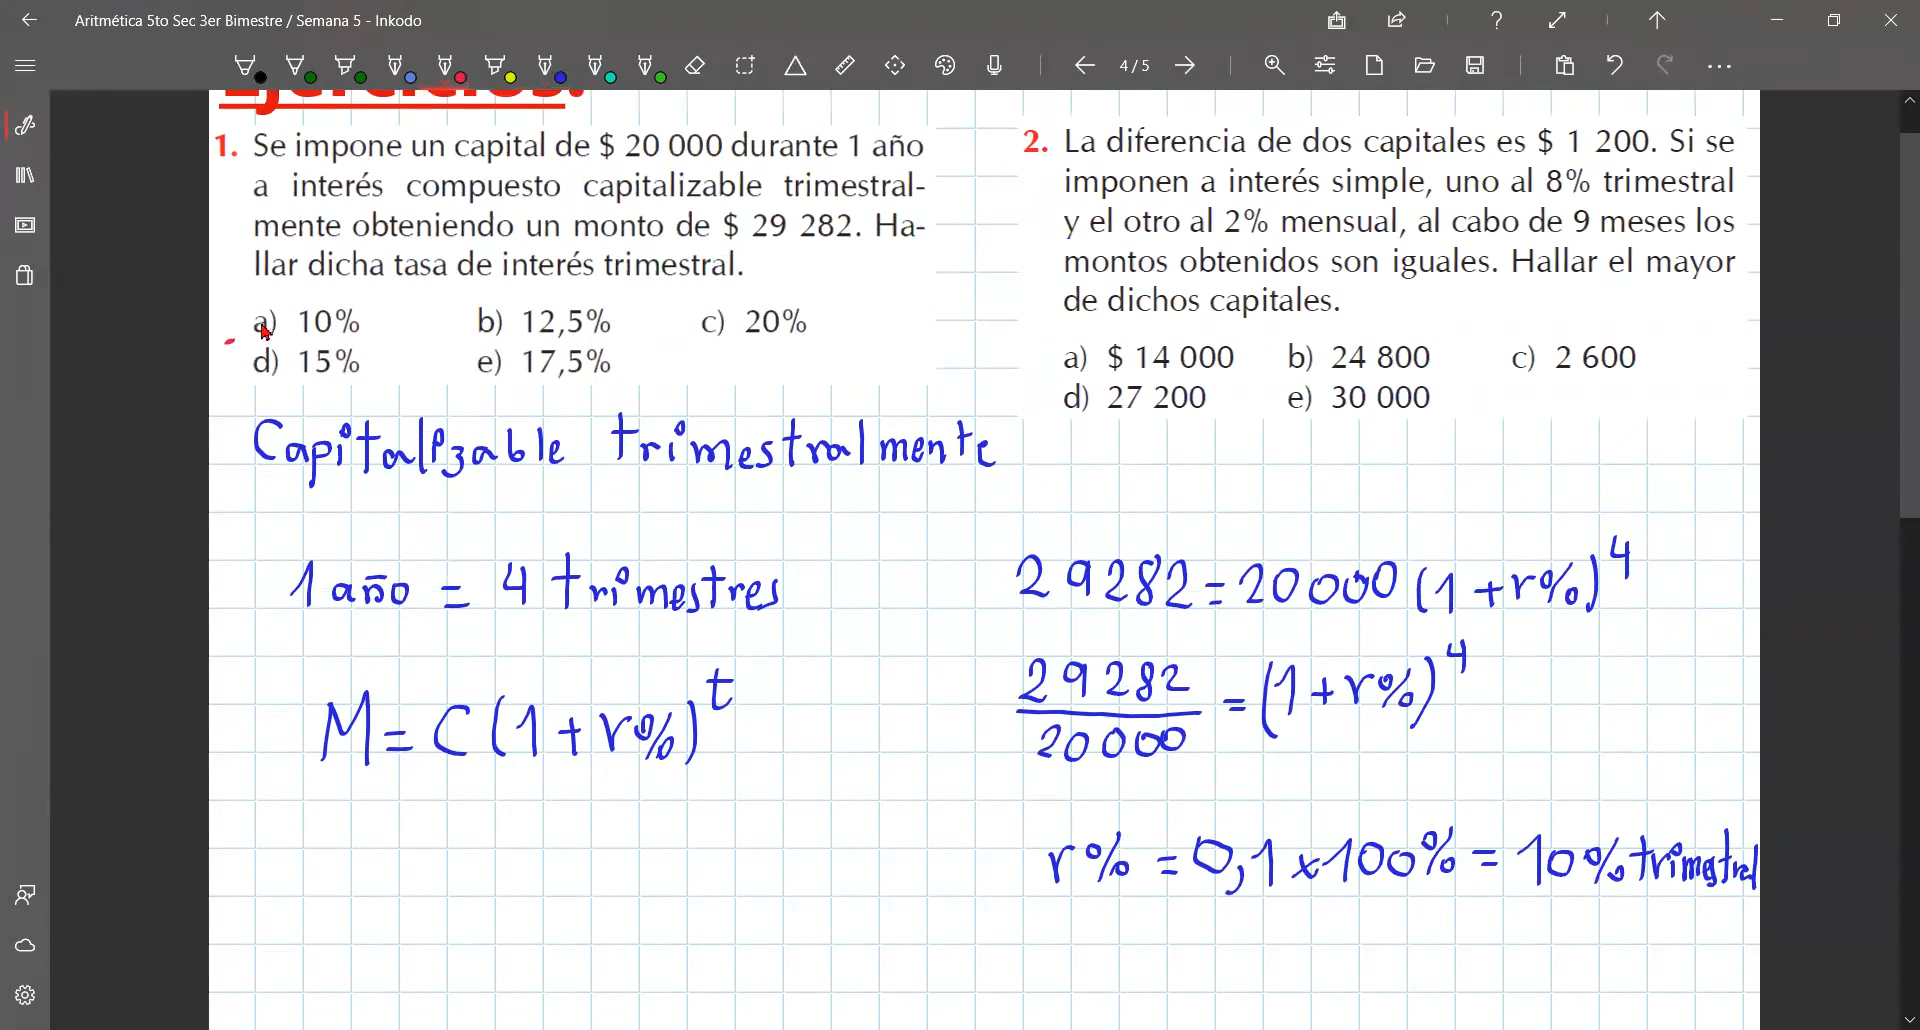 Aritmética 5to Sec 3er Bimestre / Semana 5 - Inkodo
4 / 5
Ejercicios:
1. Se impone un capital de $ 20 000 durante 1 año
a interés compuesto capitalizable trimestral-
mente obteniendo un monto de $ 29 282. Ha-
llar dicha tasa de interés trimestral.
a) 10% b) 12,5% c) 20%
d) 15% e) 17,5%
2. La diferencia de dos capitales es $ 1 200. Si se
imponen a interés simple, uno al 8% trimestral
y el otro al 2% mensual, al cabo de 9 meses los
montos obtenidos son iguales. Hallar el mayor
de dichos capitales.
a) $ 14 000 b) 24 800 c) 2 600
d) 27 200 e) 30 000
Capitalizable trimestralmente
1 año = 4 trimestres
M = C (1 + r%)^t
29282 = 20000 (1 + r%)^4
29282/20000 = (1 + r%)^4
r% = 0,1 x 100% = 10% trimestral